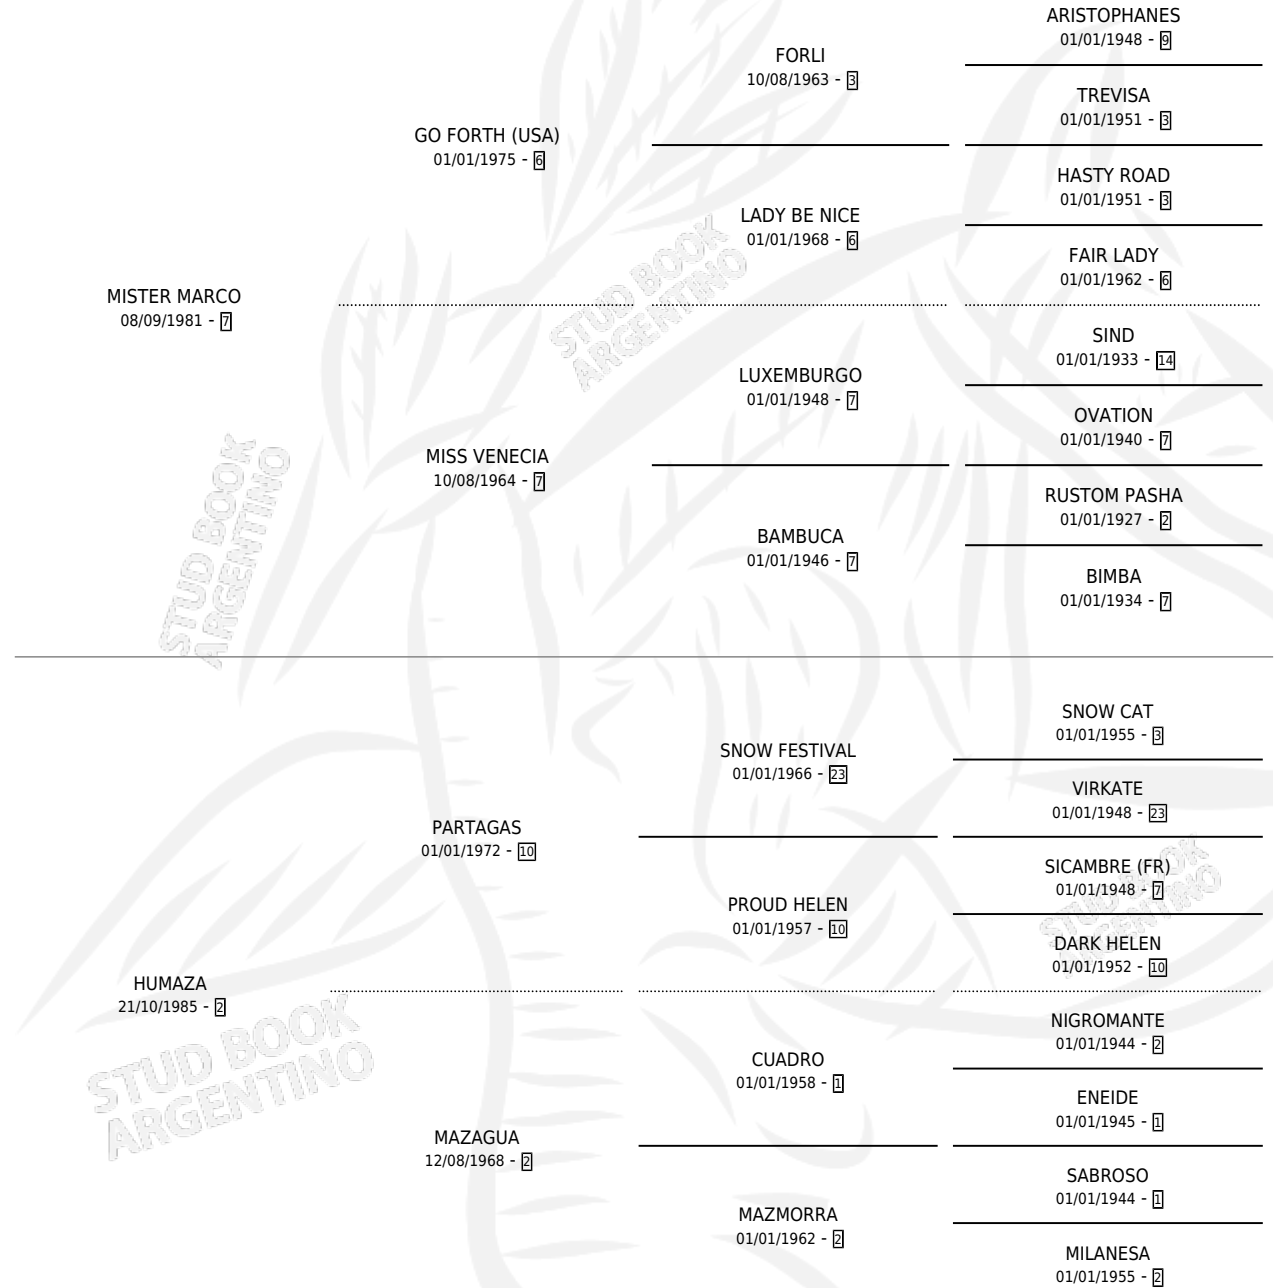 ARISTOPHANES
01/01/1948 - 9
FORLI
10/08/1963 - 3
TREVISA
01/01/1951 - 3
GO FORTH (USA)
01/01/1975 - 6
HASTY ROAD
01/01/1951 - 3
LADY BE NICE
01/01/1968 - 6
FAIR LADY
01/01/1962 - 6
MISTER MARCO
08/09/1981 - 7
SIND
01/01/1933 - 14
LUXEMBURGO
01/01/1948 - 7
OVATION
01/01/1940 - 7
MISS VENECIA
10/08/1964 - 7
RUSTOM PASHA
01/01/1927 - 2
BAMBUCA
01/01/1946 - 7
BIMBA
01/01/1934 - 7
STUD BOOK
ARGENTINO
STUD BOOK
ARGENTINO
SNOW CAT
01/01/1955 - 3
SNOW FESTIVAL
01/01/1966 - 23
VIRKATE
01/01/1948 - 23
PARTAGAS
01/01/1972 - 10
SICAMBRE (FR)
01/01/1948 - 7
PROUD HELEN
01/01/1957 - 10
DARK HELEN
01/01/1952 - 10
HUMAZA
21/10/1985 - 2
NIGROMANTE
01/01/1944 - 2
CUADRO
01/01/1958 - 1
ENEIDE
01/01/1945 - 1
MAZAGUA
12/08/1968 - 2
SABROSO
01/01/1944 - 1
MAZMORRA
01/01/1962 - 2
MILANESA
01/01/1955 - 2
STUD BOOK
ARGENTINO
STUD BOOK
ARGENTINO